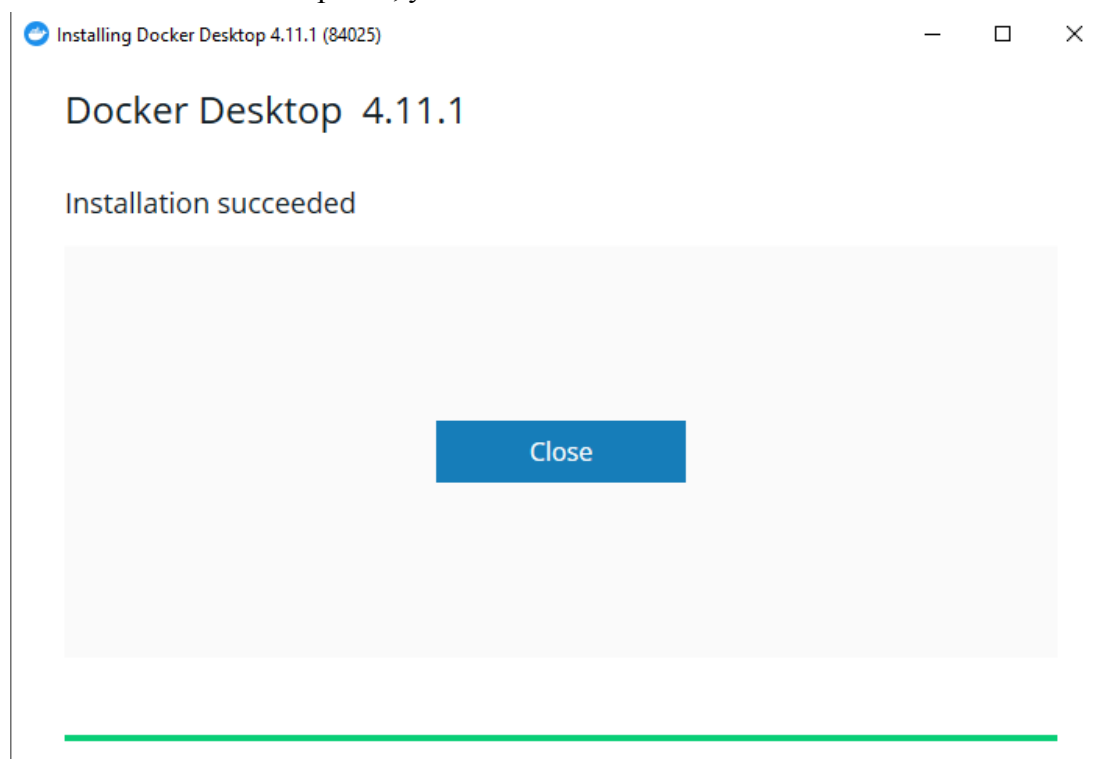 Installing Docker Desktop 4.11.1 (84025)
Docker Desktop 4.11.1
Installation succeeded
Close